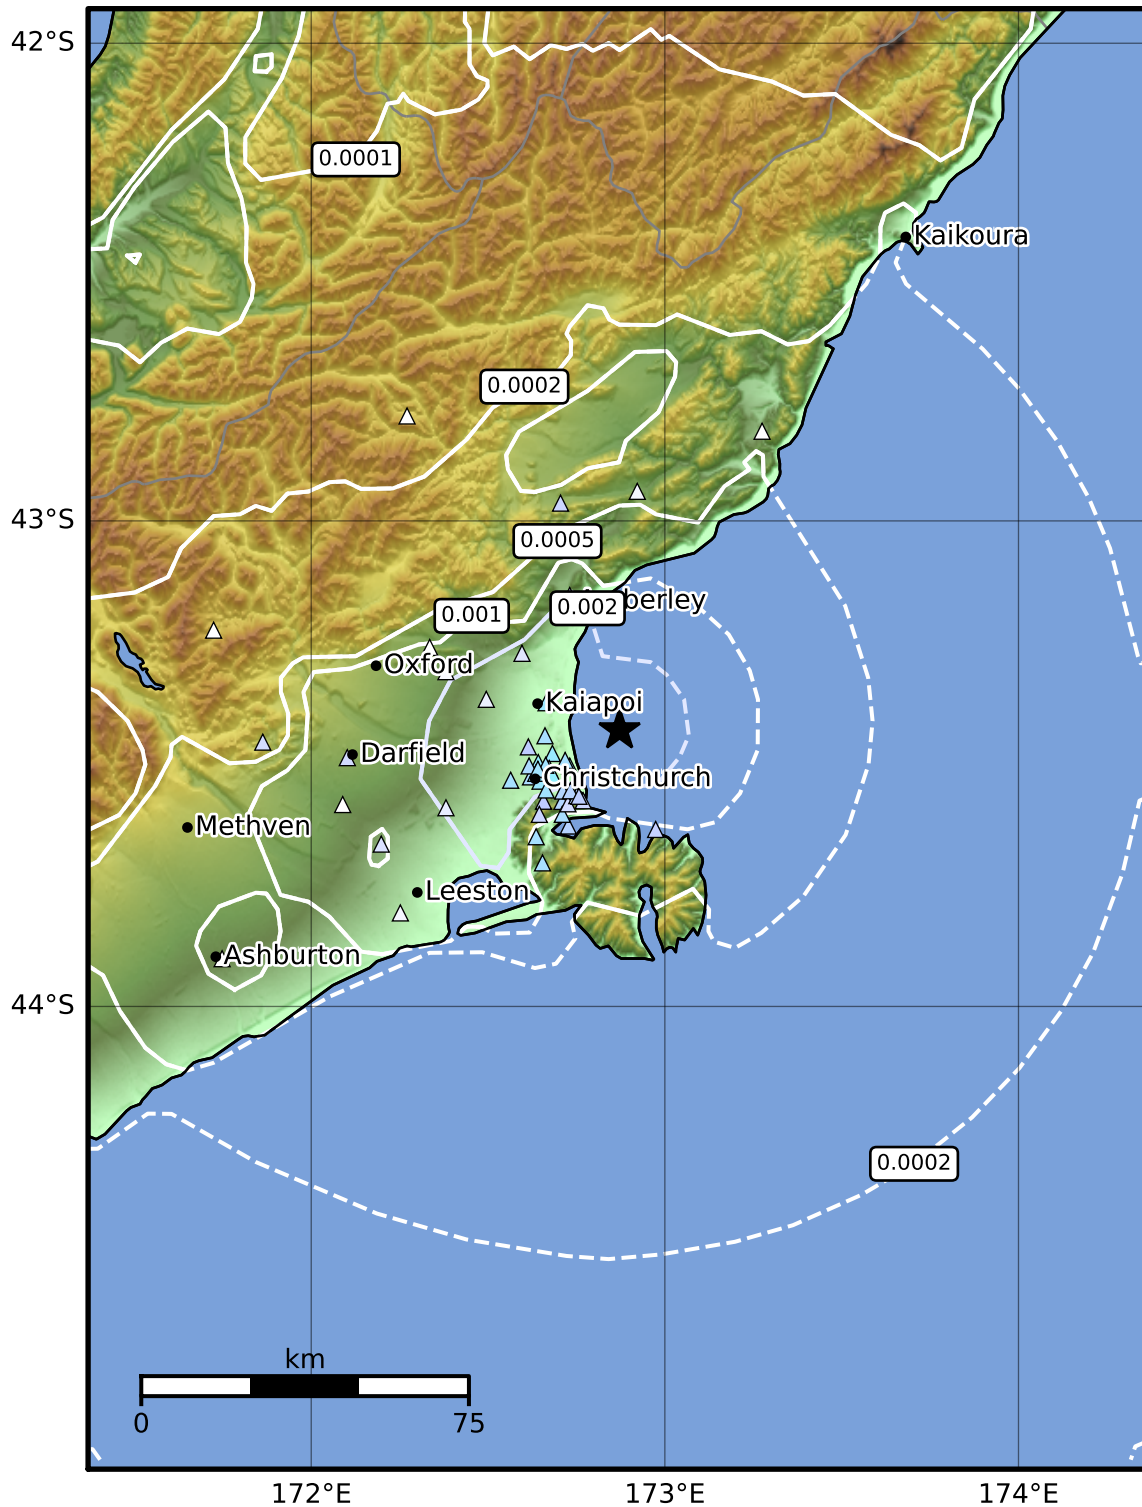 42°S
0.0001
Kaikoura
0.0002
43°S
0.0005
0.001
0.002
berley
Oxford
Kaiapoi
Darfield
Christchurch
Methven
Leeston
Ashburton
44°S
0.0002
km
0
75
172°E
173°E
174°E